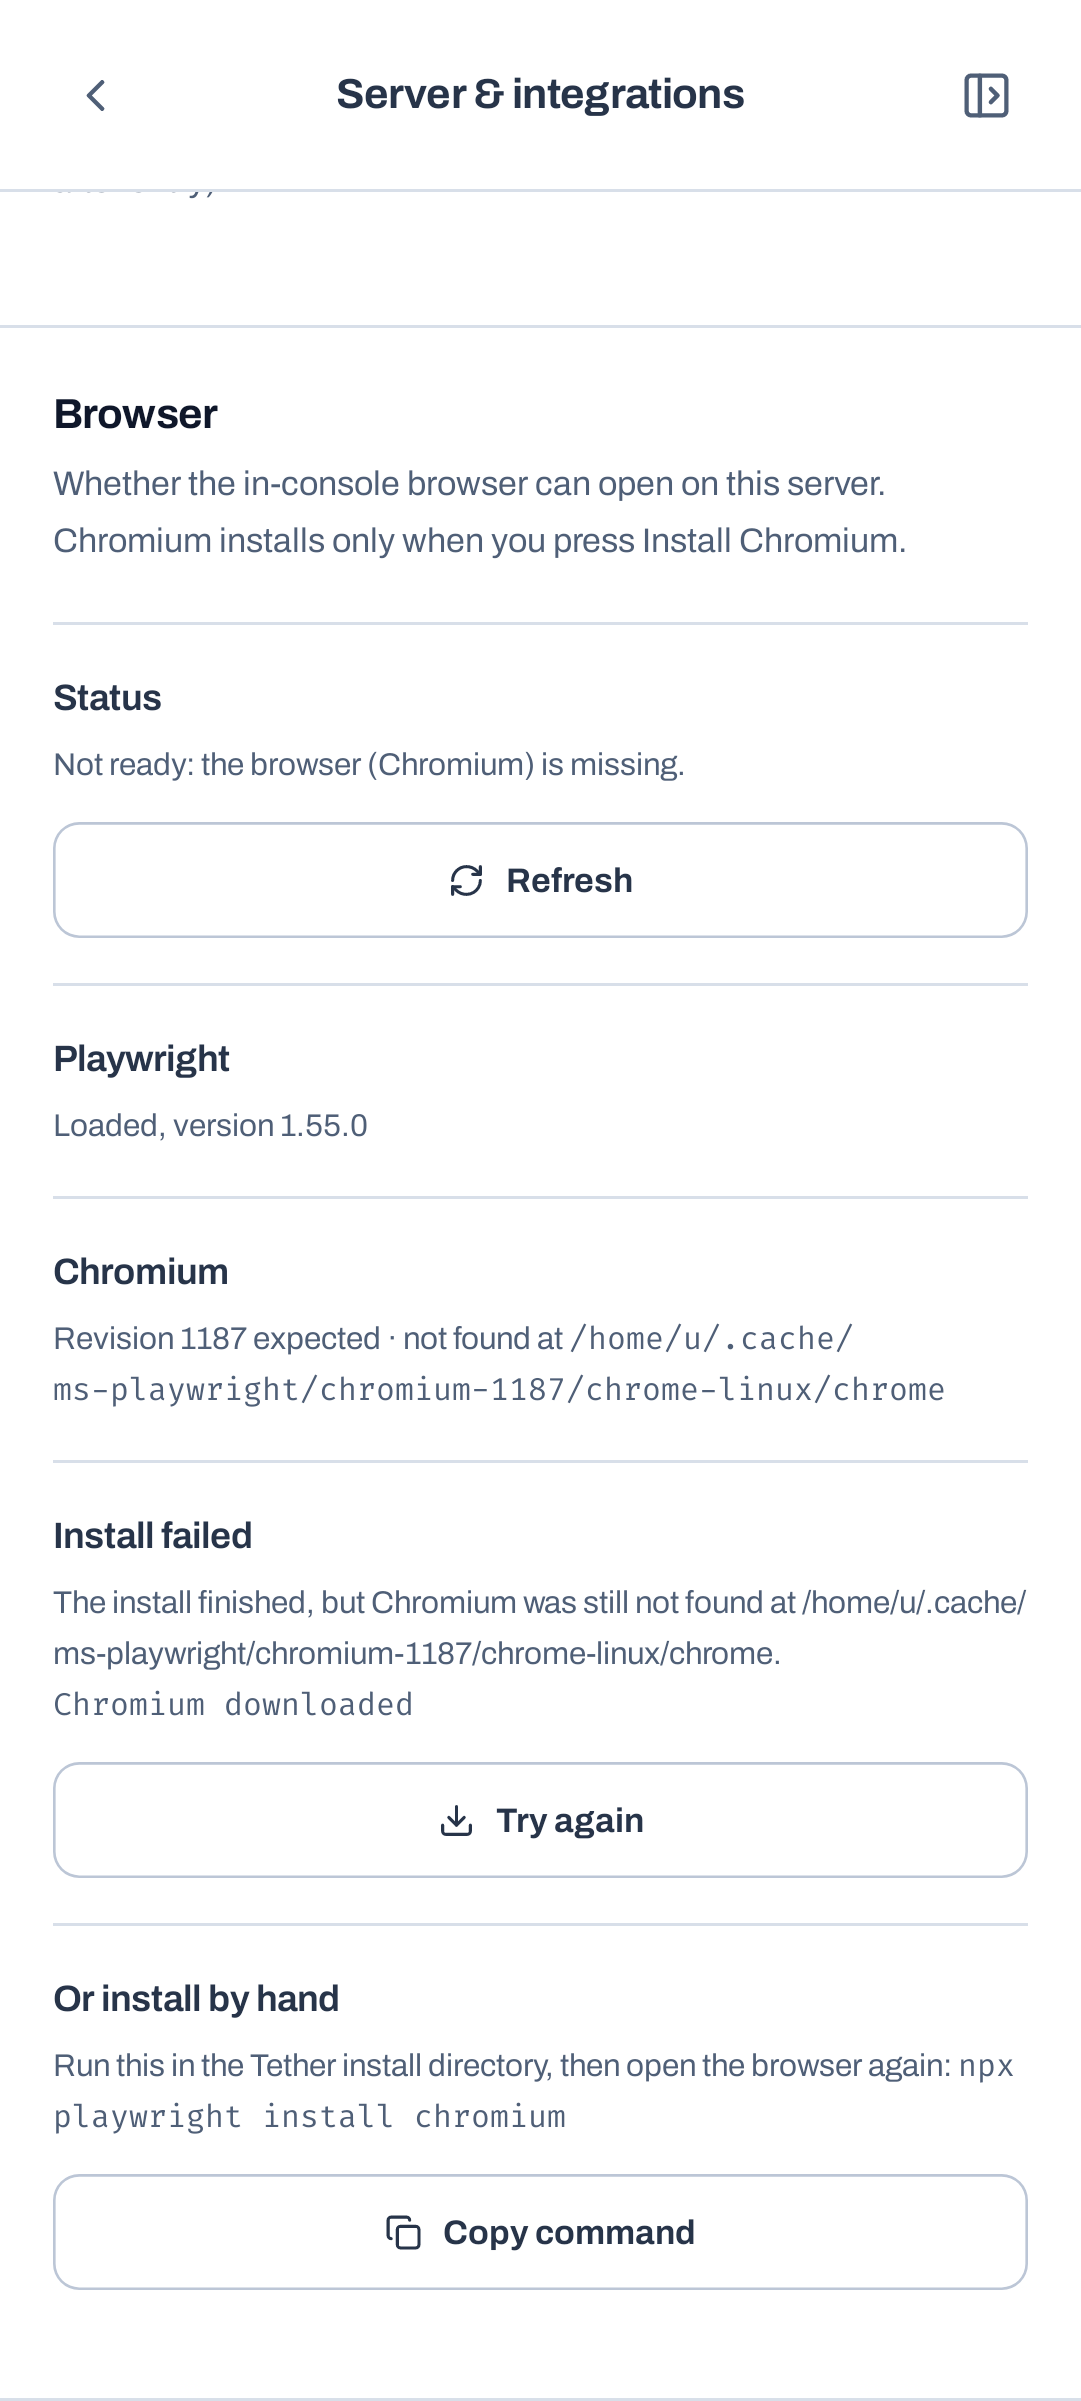 Server & integrations
Browser
Whether the in-console browser can open on this server.
Chromium installs only when you press Install Chromium.
Status
Not ready: the browser (Chromium) is missing.
Refresh
Playwright
Loaded, version 1.55.0
Chromium
Revision 1187 expected · not found at /home/u/.cache/
ms-playwright/chromium-1187/chrome-linux/chrome
Install failed
The install finished, but Chromium was still not found at /home/u/.cache/
ms-playwright/chromium-1187/chrome-linux/chrome.
Chromium downloaded
Try again
Or install by hand
Run this in the Tether install directory, then open the browser again: npx
playwright install chromium
Copy command